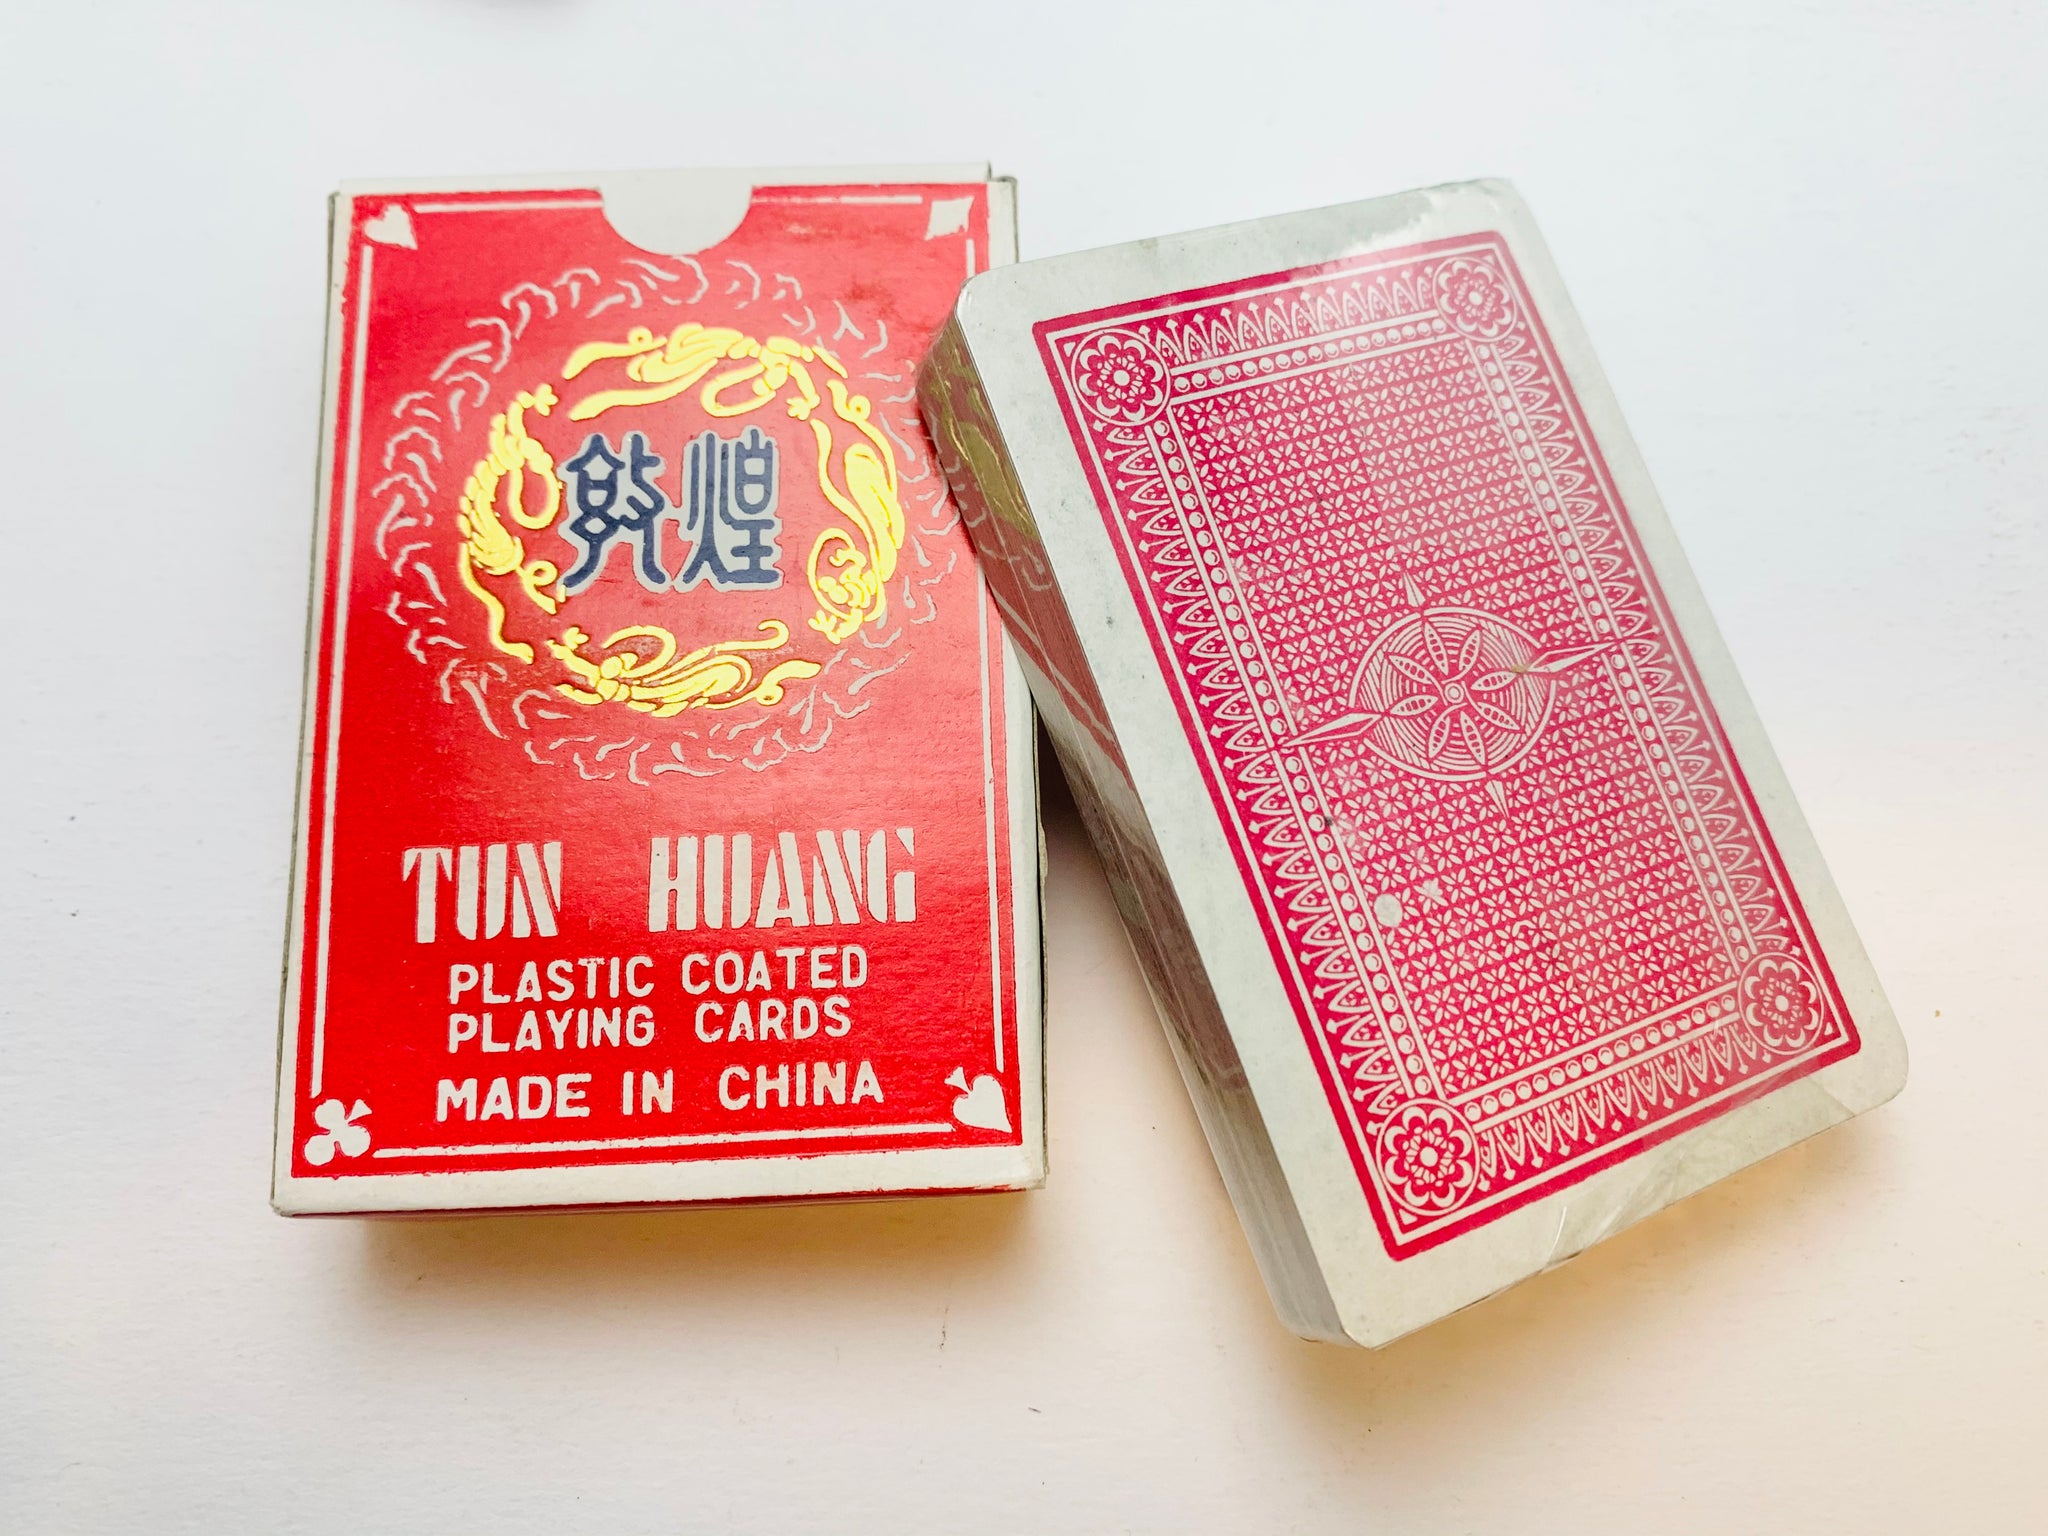 敦煌
TUN HUANG
PLASTIC COATED
PLAYING CARDS
MADE IN CHINA